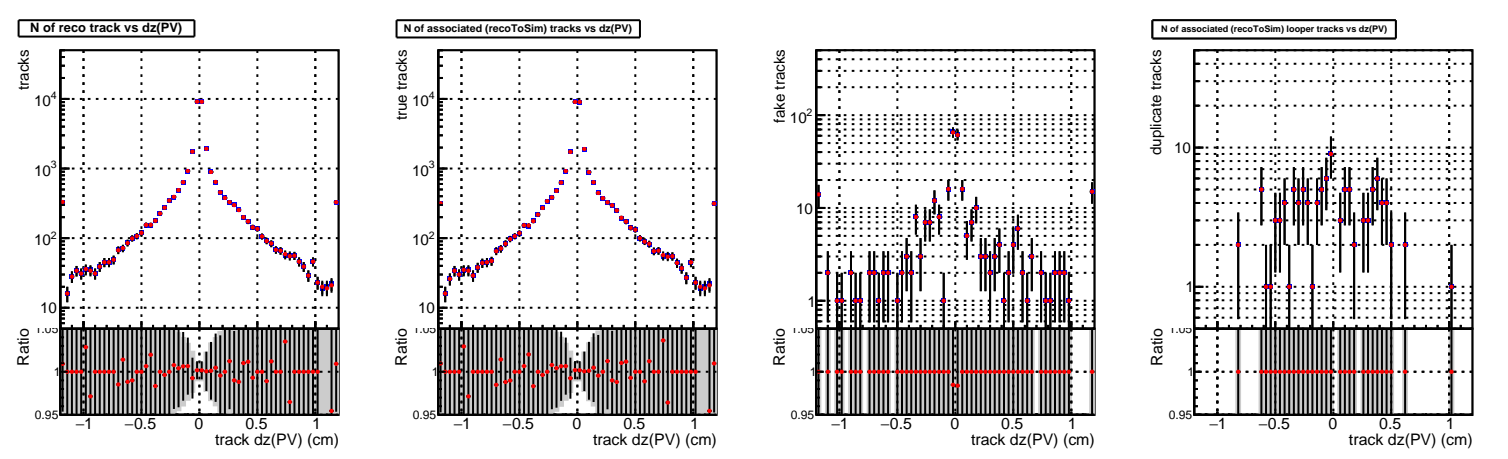 N of reco track vs dz(PV)
tracks
10⁴
10³
10²
10
Ratio
1.05
1
0.95
−1 −0.5 0 0.5 1
track dz(PV) (cm)
N of associated (recoToSim) tracks vs dz(PV)
true tracks
10⁴
10³
10²
10
Ratio
1.05
1
0.95
−1 −0.5 0 0.5 1
track dz(PV) (cm)
fake tracks
10²
10
1
Ratio
1.05
1
0.95
−1 −0.5 0 0.5 1
track dz(PV) (cm)
N of associated (recoToSim) looper tracks vs dz(PV)
duplicate tracks
10
1
Ratio
1.05
1
0.95
−1 −0.5 0 0.5 1
track dz(PV) (cm)